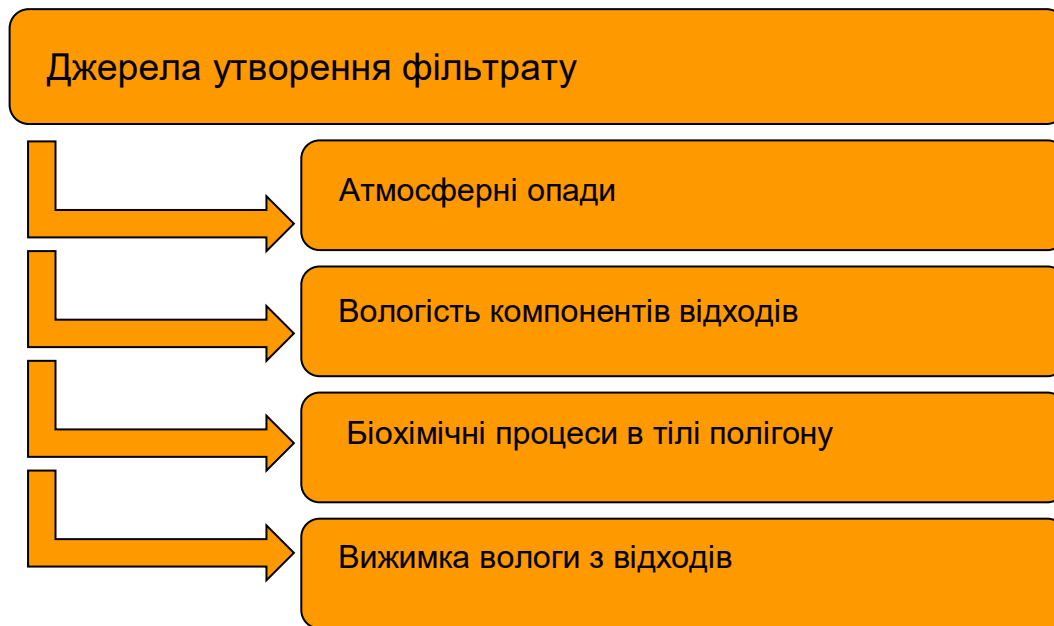 Джерела утворення фільтрату
Атмосферні опади
Вологість компонентів відходів
Біохімічні процеси в тілі полігону
Вижимка вологи з відходів